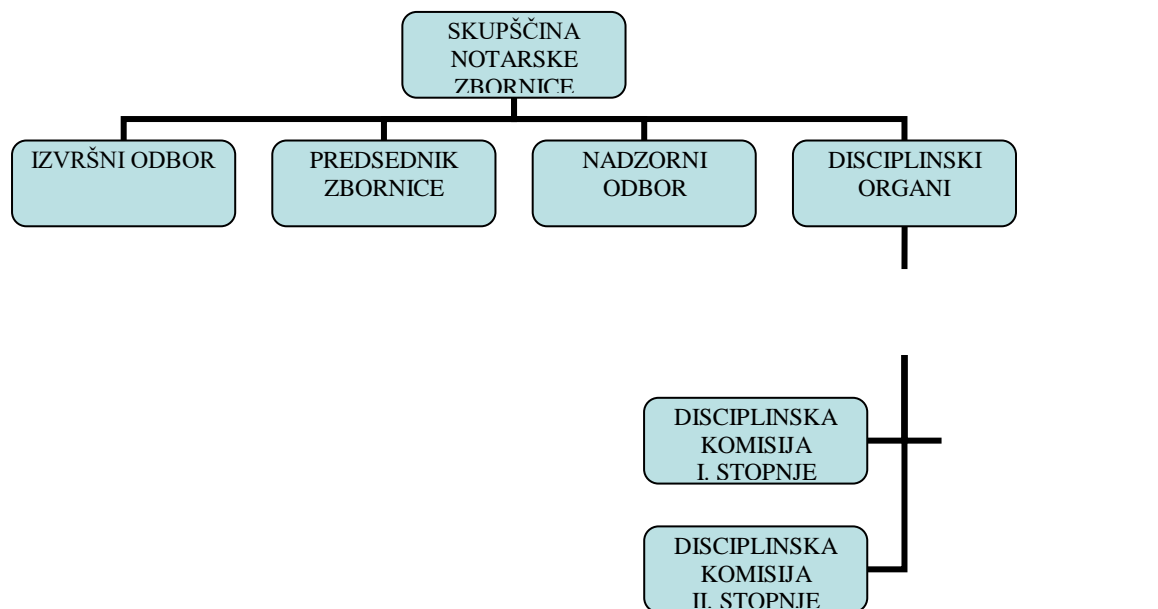 SKUPŠČINA
NOTARSKE
ZBORNICE
IZVRŠNI ODBOR
PREDSEDNIK
ZBORNICE
NADZORNI
ODBOR
DISCIPLINSKI
ORGANI
DISCIPLINSKA
KOMISIJA
I. STOPNJE
DISCIPLINSKA
KOMISIJA
II. STOPNJE